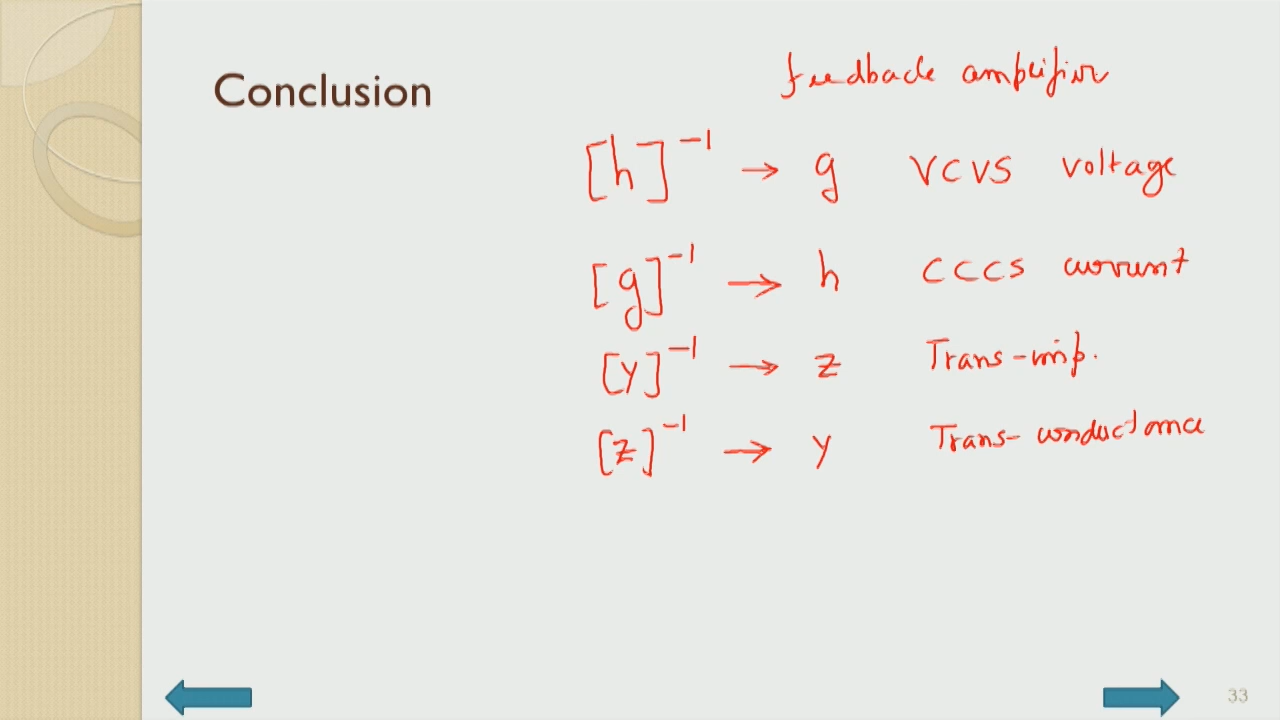 Conclusion
feedback amplifier
[h]⁻¹ → g VCVS voltage
[g]⁻¹ → h CCCS current
[y]⁻¹ → z Trans-imp.
[z]⁻¹ → y Trans-conductance
33